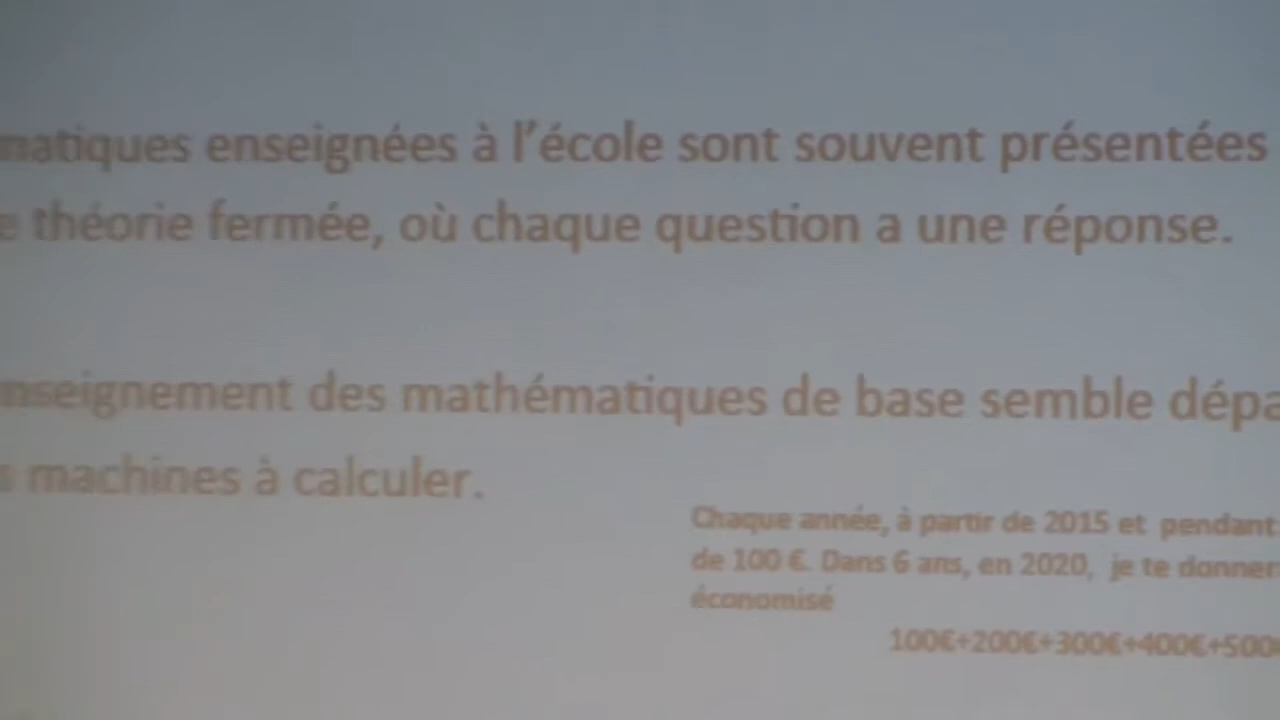 matiques enseignées à l'école sont souvent présentées
e théorie fermée, où chaque question a une réponse.
nseignement des mathématiques de base semble dépa
s machines à calculer.
Chaque année, à partir de 2015 et pendant
de 100 €. Dans 6 ans, en 2020, je te donner
économisé
100€+200€+300€+400€+500€